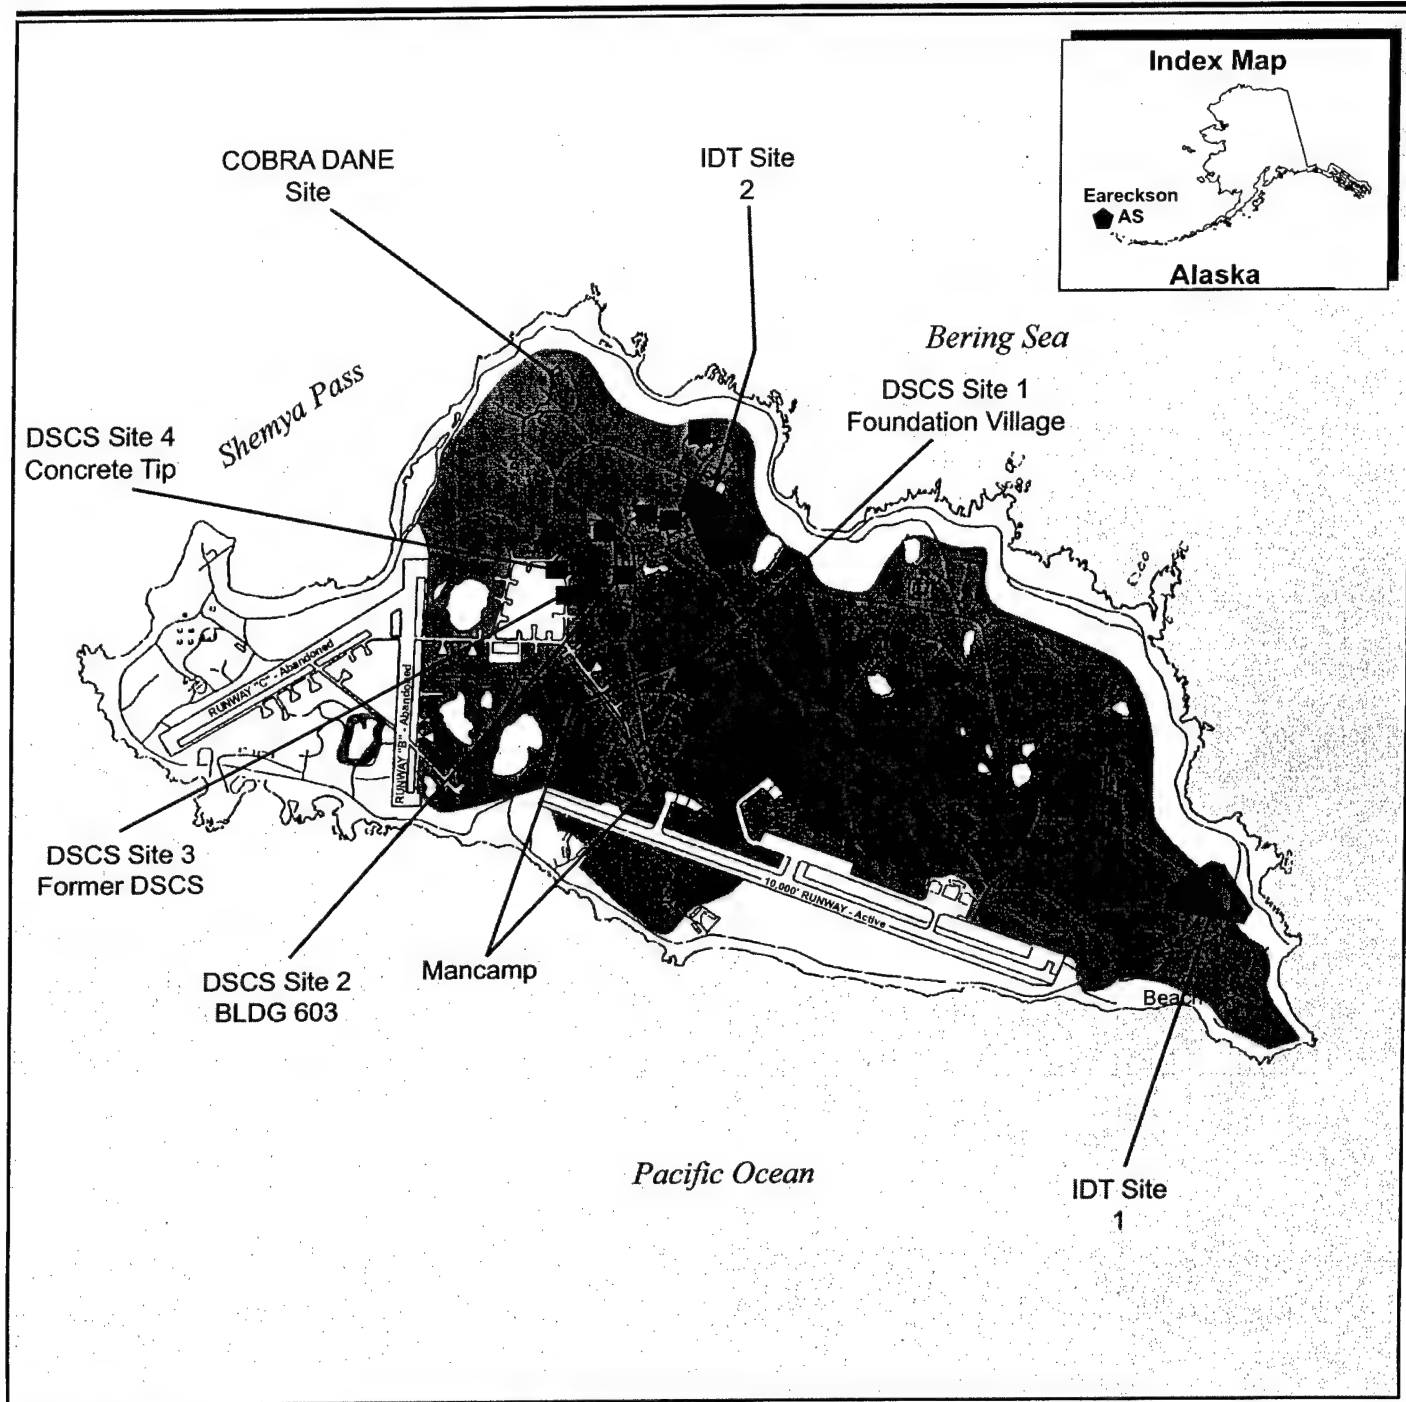 Index Map
Eareckson
AS
Alaska
COBRA DANE
Site
IDT Site
2
Bering Sea
Shemya Pass
DSCS Site 1
Foundation Village
DSCS Site 4
Concrete Tip
RUNWAY "C" - Abandoned
RUNWAY "B" - Abandoned
10,000' RUNWAY - Active
DSCS Site 3
Former DSCS
Mancamp
DSCS Site 2
BLDG 603
Beach
Pacific Ocean
IDT Site
1